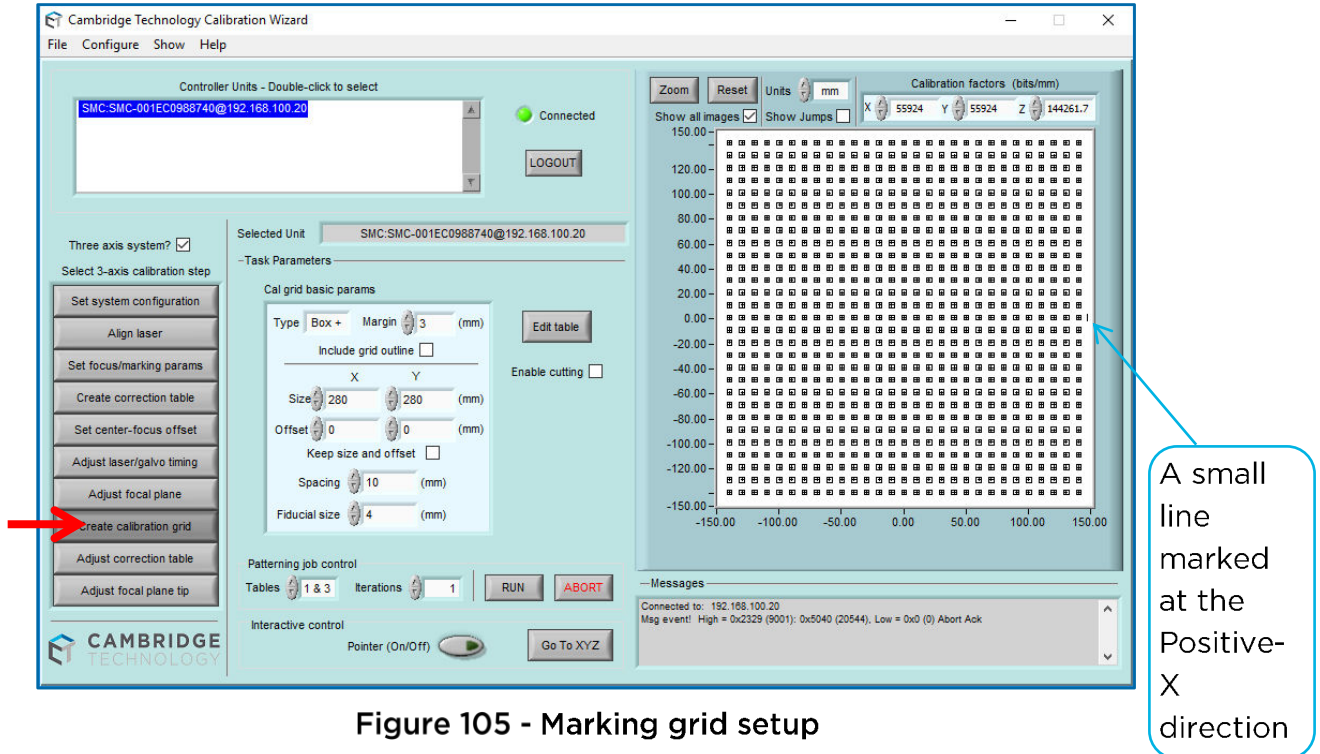 Cambridge Technology Calibration Wizard
File Configure Show Help
Controller Units - Double-click to select
SMC:SMC-001EC0988740@192.168.100.20
Connected
LOGOUT
Three axis system?
Select 3-axis calibration step
Set system configuration
Align laser
Set focus/marking params
Create correction table
Set center-focus offset
Adjust laser/galvo timing
Adjust focal plane
Create calibration grid
Adjust correction table
Adjust focal plane tip
CAMBRIDGE
TECHNOLOGY
Selected Unit SMC:SMC-001EC0988740@192.168.100.20
Task Parameters
Cal grid basic params
Type Box + Margin 3 (mm)
Include grid outline
X Y
Size 280 280 (mm)
Offset 0 0 (mm)
Keep size and offset
Spacing 10 (mm)
Fiducial size 4 (mm)
Edit table
Enable cutting
Patterning job control
Tables 1 & 3 Iterations 1 RUN ABORT
Interactive control
Pointer (On/Off) Go To XYZ
Zoom Reset Units mm
Calibration factors (bits/mm)
X 55924 Y 55924 Z 144261.7
Show all images Show Jumps
150.00
120.00
100.00
80.00
60.00
40.00
20.00
0.00
-20.00
-40.00
-60.00
-80.00
-100.00
-120.00
-150.00
-150.00 -100.00 -50.00 0.00 50.00 100.00 150.00
Messages
Connected to: 192.168.100.20
Msg event! High = 0x2329 (9001): 0x5040 (20544), Low = 0x0 (0) Abort Ack
A small
line
marked
at the
Positive-
X
direction
Figure 105 - Marking grid setup